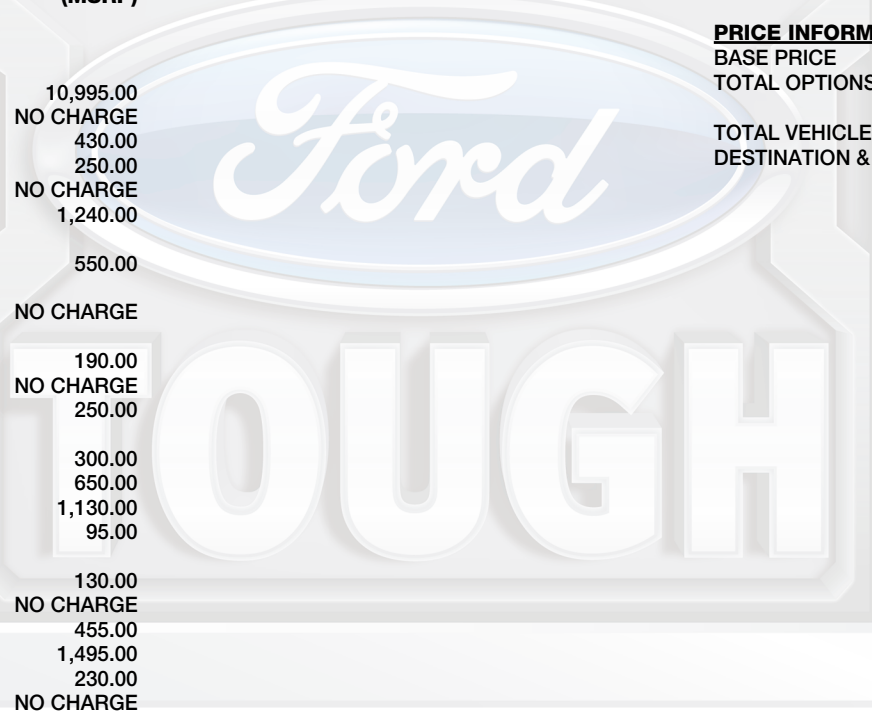 (MSRP)
10,995.00
NO CHARGE
430.00
250.00
NO CHARGE
1,240.00
550.00
NO CHARGE
190.00
NO CHARGE
250.00
300.00
650.00
1,130.00
95.00
130.00
NO CHARGE
455.00
1,495.00
230.00
NO CHARGE
PRICE INFORM
BASE PRICE
TOTAL OPTIONS
TOTAL VEHICLE
DESTINATION &
Ford
TOUGH